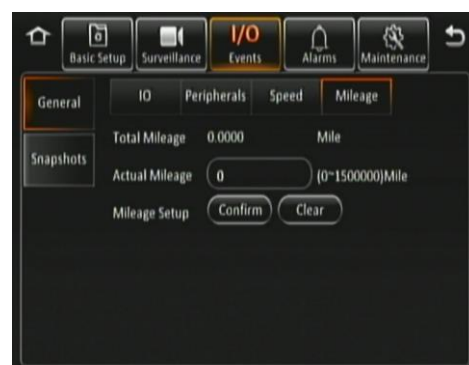 I/O
Basic Setup Surveillance Events Alarms Maintenance
General IO Peripherals Speed Mileage
Total Mileage 0.0000 Mile
Snapshots
Actual Mileage 0 (0~1500000)Mile
Mileage Setup Confirm Clear